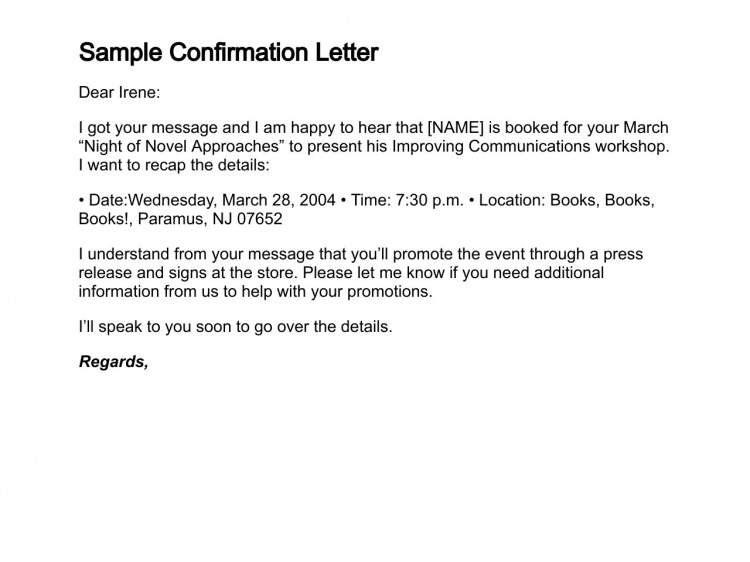 Sample Confirmation Letter
Dear Irene:
I got your message and I am happy to hear that [NAME] is booked for your March
“Night of Novel Approaches” to present his Improving Communications workshop.
I want to recap the details:
• Date:Wednesday, March 28, 2004 • Time: 7:30 p.m. • Location: Books, Books,
Books!, Paramus, NJ 07652
I understand from your message that you’ll promote the event through a press
release and signs at the store. Please let me know if you need additional
information from us to help with your promotions.
I’ll speak to you soon to go over the details.
Regards,